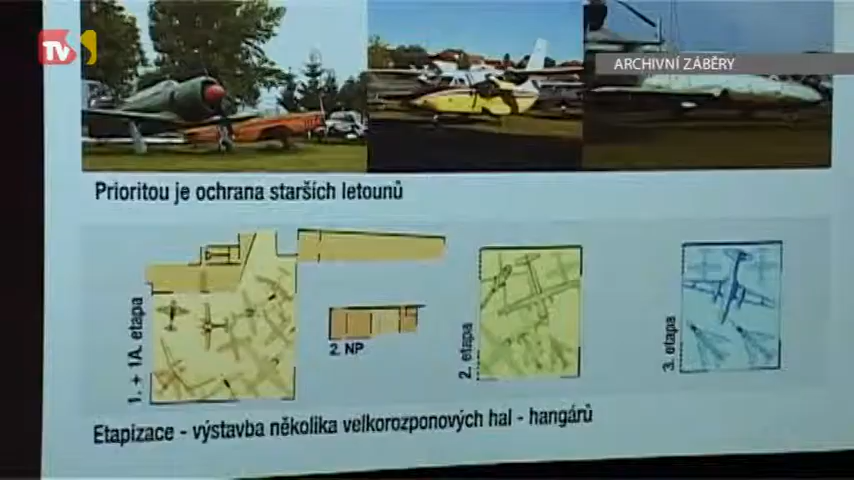 TV S
ARCHIVNÍ ZÁBĚRY
Prioritou je ochrana starších letounů
1. + 1A. etapa
2. NP
2. etapa
3. etapa
Etapizace - výstavba několika velkorozponových hal - hangárů